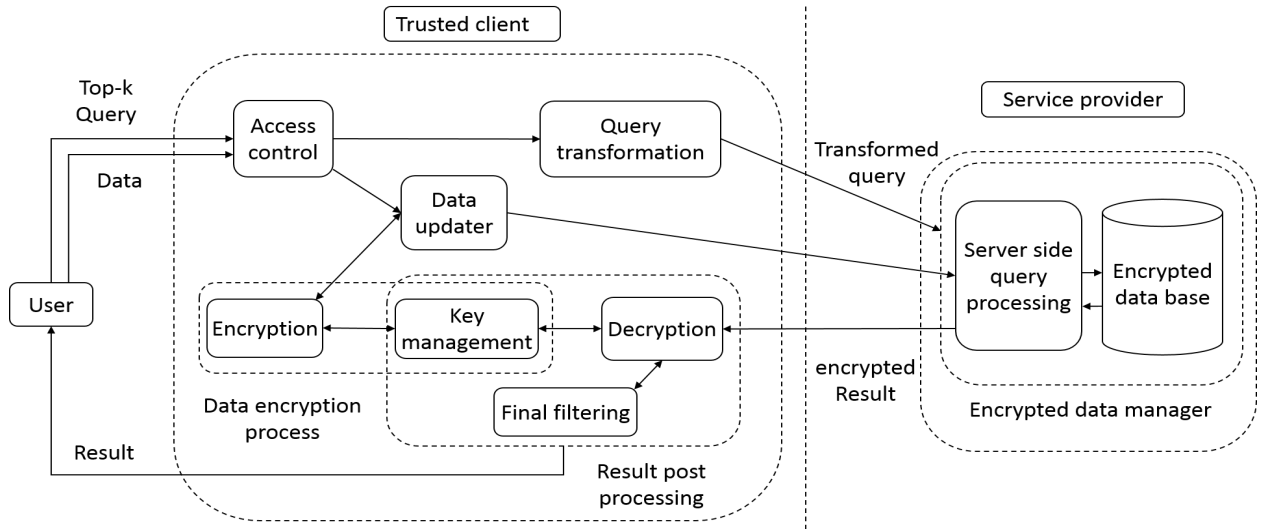 Trusted client
Service provider
Top-k
Query
Data
Access
control
Query
transformation
Transformed
query
Data
updater
Server side
query
processing
Encrypted
data base
User
Encryption
Key
management
Decryption
encrypted
Result
Final filtering
Data encryption
process
Encrypted data manager
Result
Result post
processing